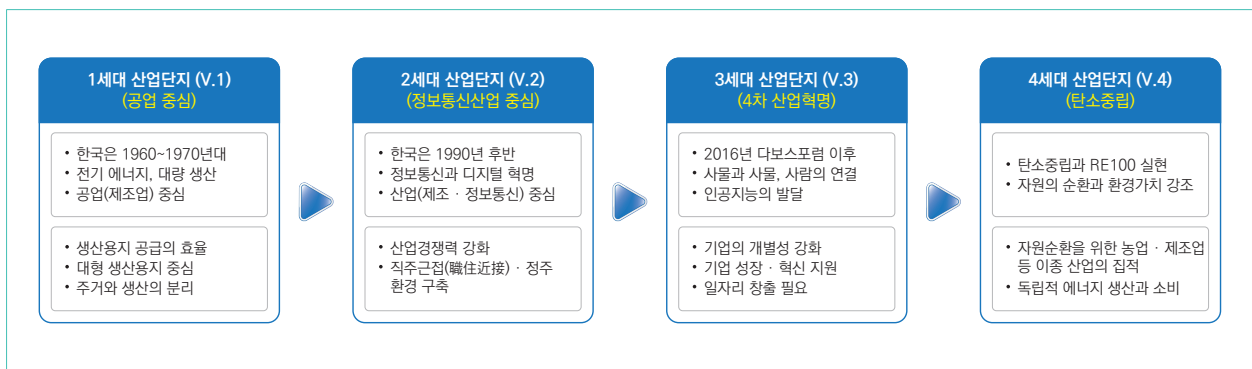 1세대 산업단지 (V.1)
(공업 중심)
• 한국은 1960~1970년대
• 전기 에너지, 대량 생산
• 공업(제조업) 중심
• 생산용지 공급의 효율
• 대형 생산용지 중심
• 주거와 생산의 분리
2세대 산업단지 (V.2)
(정보통신산업 중심)
• 한국은 1990년 후반
• 정보통신과 디지털 혁명
• 산업(제조 · 정보통신) 중심
• 산업경쟁력 강화
• 직주근접(職住近接) · 정주
환경 구축
3세대 산업단지 (V.3)
(4차 산업혁명)
• 2016년 다보스포럼 이후
• 사물과 사물, 사람의 연결
• 인공지능의 발달
• 기업의 개별성 강화
• 기업 성장 · 혁신 지원
• 일자리 창출 필요
4세대 산업단지 (V.4)
(탄소중립)
• 탄소중립과 RE100 실현
• 자원의 순환과 환경가치 강조
• 자원순환을 위한 농업 · 제조업
등 이종 산업의 집적
• 독립적 에너지 생산과 소비